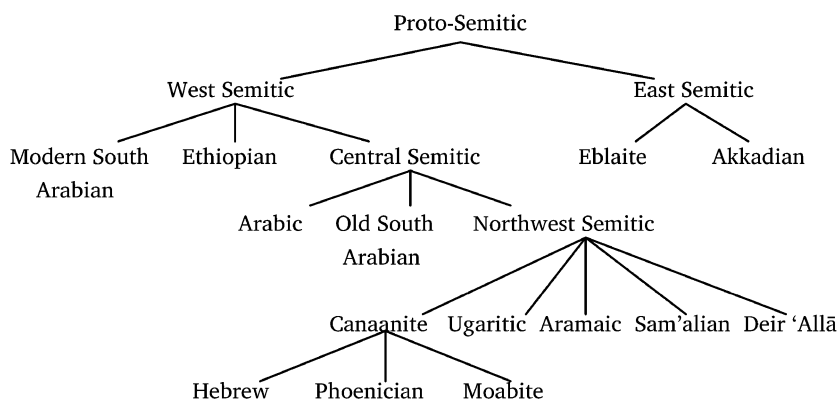 Proto-Semitic
West Semitic East Semitic
Modern South Ethiopian Central Semitic Eblaite Akkadian
Arabian
Arabic Old South Northwest Semitic
Arabian
Canaanite Ugaritic Aramaic Sam’alian Deir ‘Allā
Hebrew Phoenician Moabite